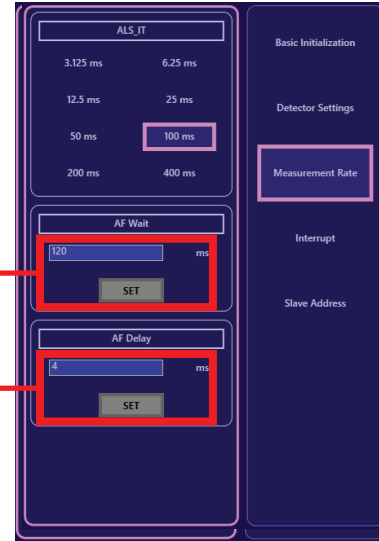 ALS_IT
3.125 ms 6.25 ms
12.5 ms 25 ms
50 ms 100 ms
200 ms 400 ms
AF Wait
120 ms
SET
AF Delay
4 ms
SET
Basic Initialization
Detector Settings
Measurement Rate
Interrupt
Slave Address